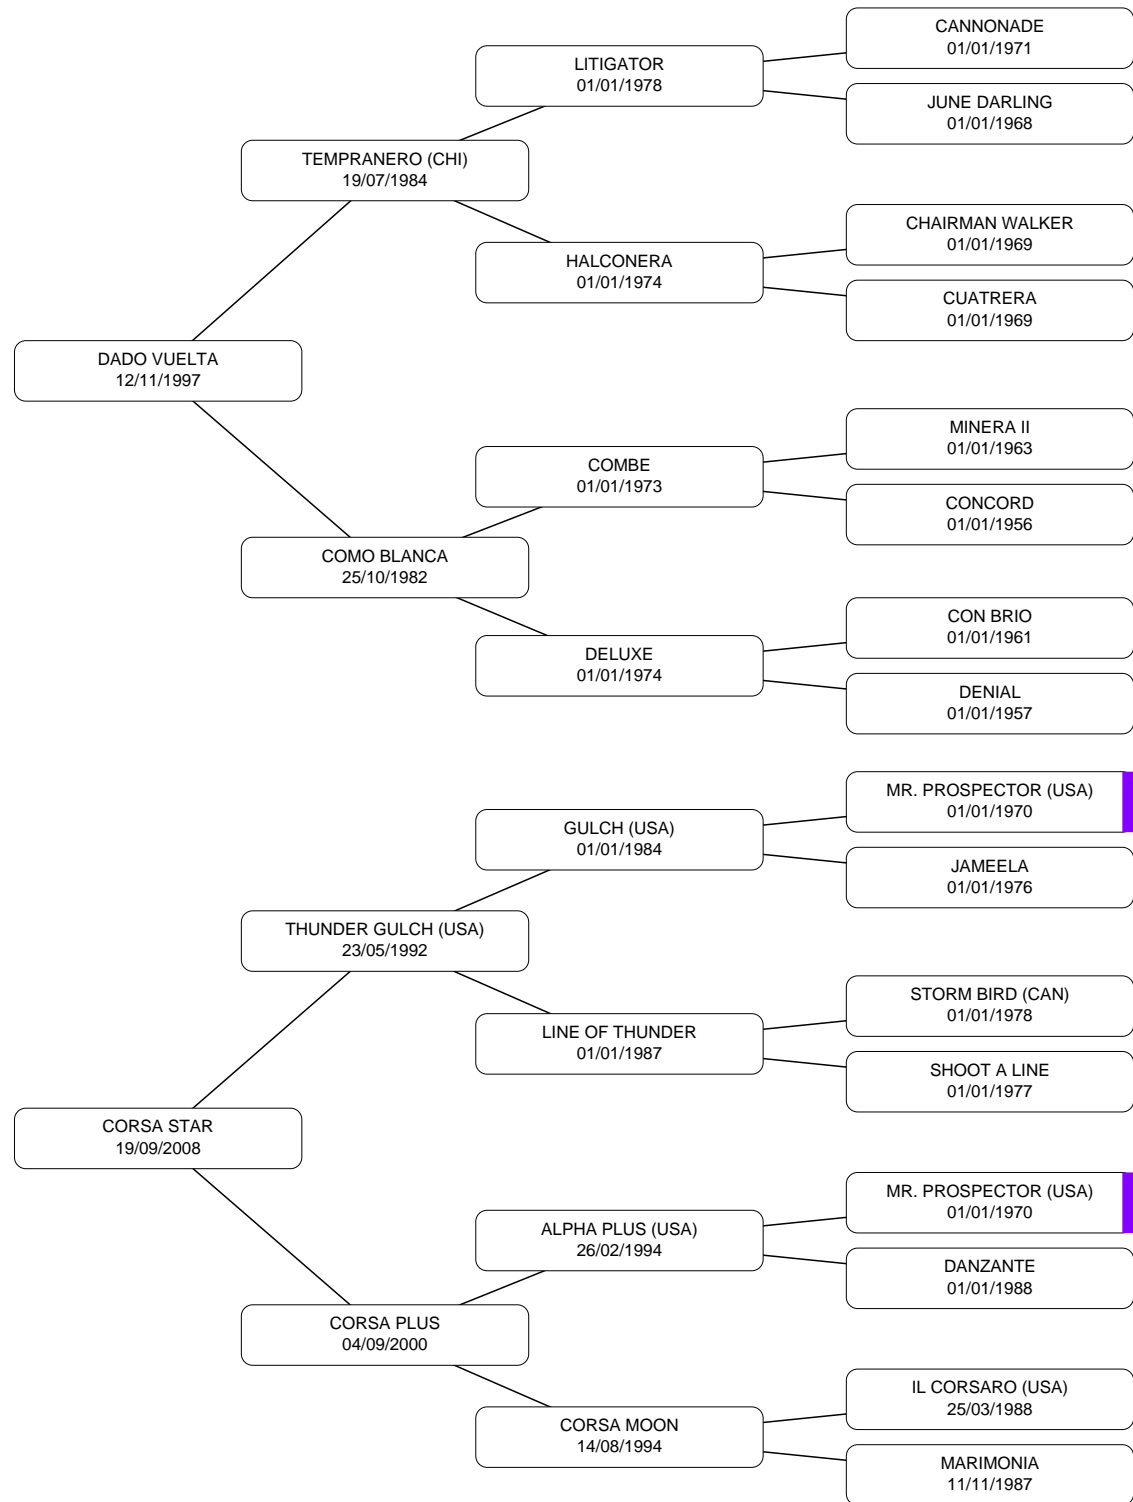 CANNONADE
01/01/1971
LITIGATOR
01/01/1978
JUNE DARLING
01/01/1968
TEMPRANERO (CHI)
19/07/1984
CHAIRMAN WALKER
01/01/1969
HALCONERA
01/01/1974
CUATRERA
01/01/1969
DADO VUELTA
12/11/1997
MINERA II
01/01/1963
COMBE
01/01/1973
CONCORD
01/01/1956
COMO BLANCA
25/10/1982
CON BRIO
01/01/1961
DELUXE
01/01/1974
DENIAL
01/01/1957
MR. PROSPECTOR (USA)
01/01/1970
GULCH (USA)
01/01/1984
JAMEELA
01/01/1976
THUNDER GULCH (USA)
23/05/1992
STORM BIRD (CAN)
01/01/1978
LINE OF THUNDER
01/01/1987
SHOOT A LINE
01/01/1977
CORSA STAR
19/09/2008
MR. PROSPECTOR (USA)
01/01/1970
ALPHA PLUS (USA)
26/02/1994
DANZANTE
01/01/1988
CORSA PLUS
04/09/2000
IL CORSARO (USA)
25/03/1988
CORSA MOON
14/08/1994
MARIMONIA
11/11/1987